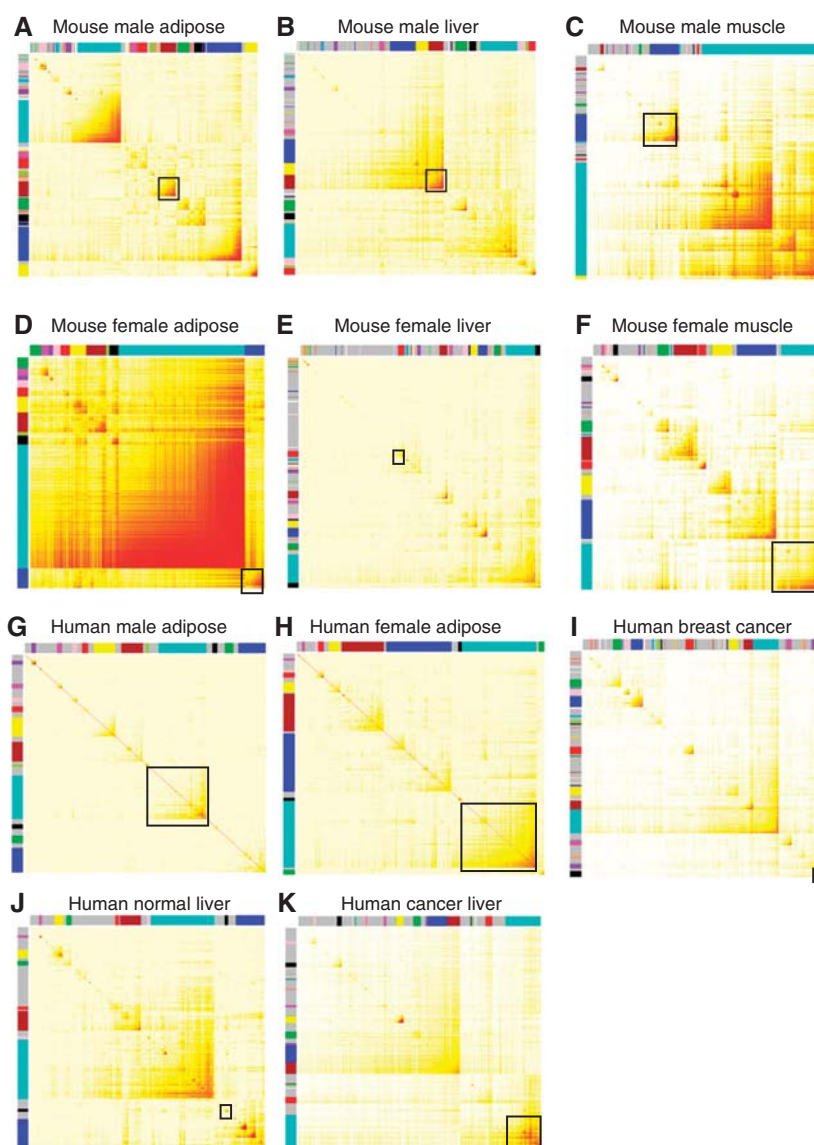 A Mouse male adipose
B Mouse male liver
C Mouse male muscle
D Mouse female adipose
E Mouse female liver
F Mouse female muscle
G Human male adipose
H Human female adipose
I Human breast cancer
J Human normal liver
K Human cancer liver